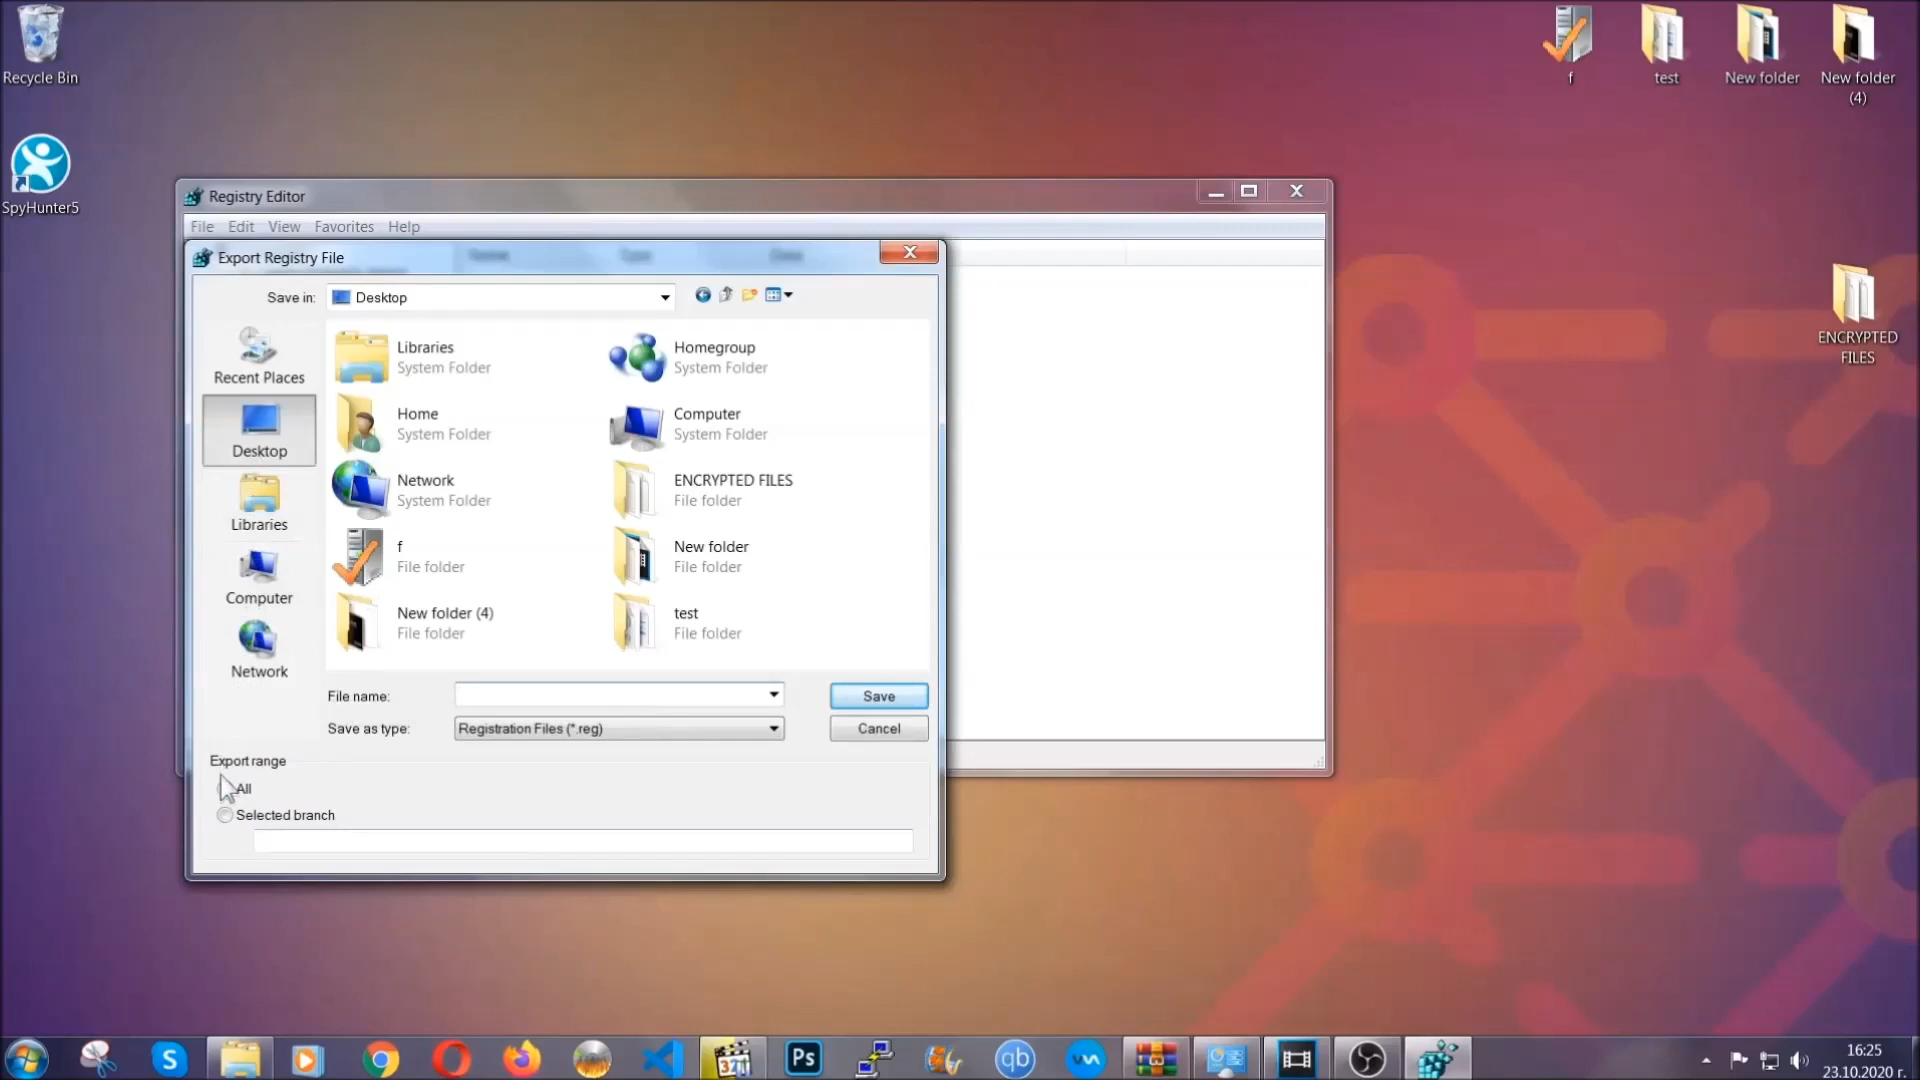 Recycle Bin
SpyHunter5
f
test
New folder
New folder
(4)
ENCRYPTED
FILES
Registry Editor
File Edit View Favorites Help
Export Registry File
Save in:
Desktop
Recent Places
Desktop
Libraries
Computer
Network
Libraries
System Folder
Homegroup
System Folder
Home
System Folder
Computer
System Folder
Network
System Folder
ENCRYPTED FILES
File folder
f
File folder
New folder
File folder
New folder (4)
File folder
test
File folder
File name:
Save
Save as type:
Registration Files (*.reg)
Cancel
Export range
All
Selected branch
S
321
Ps
qb
16:25
23.10.2020 г.